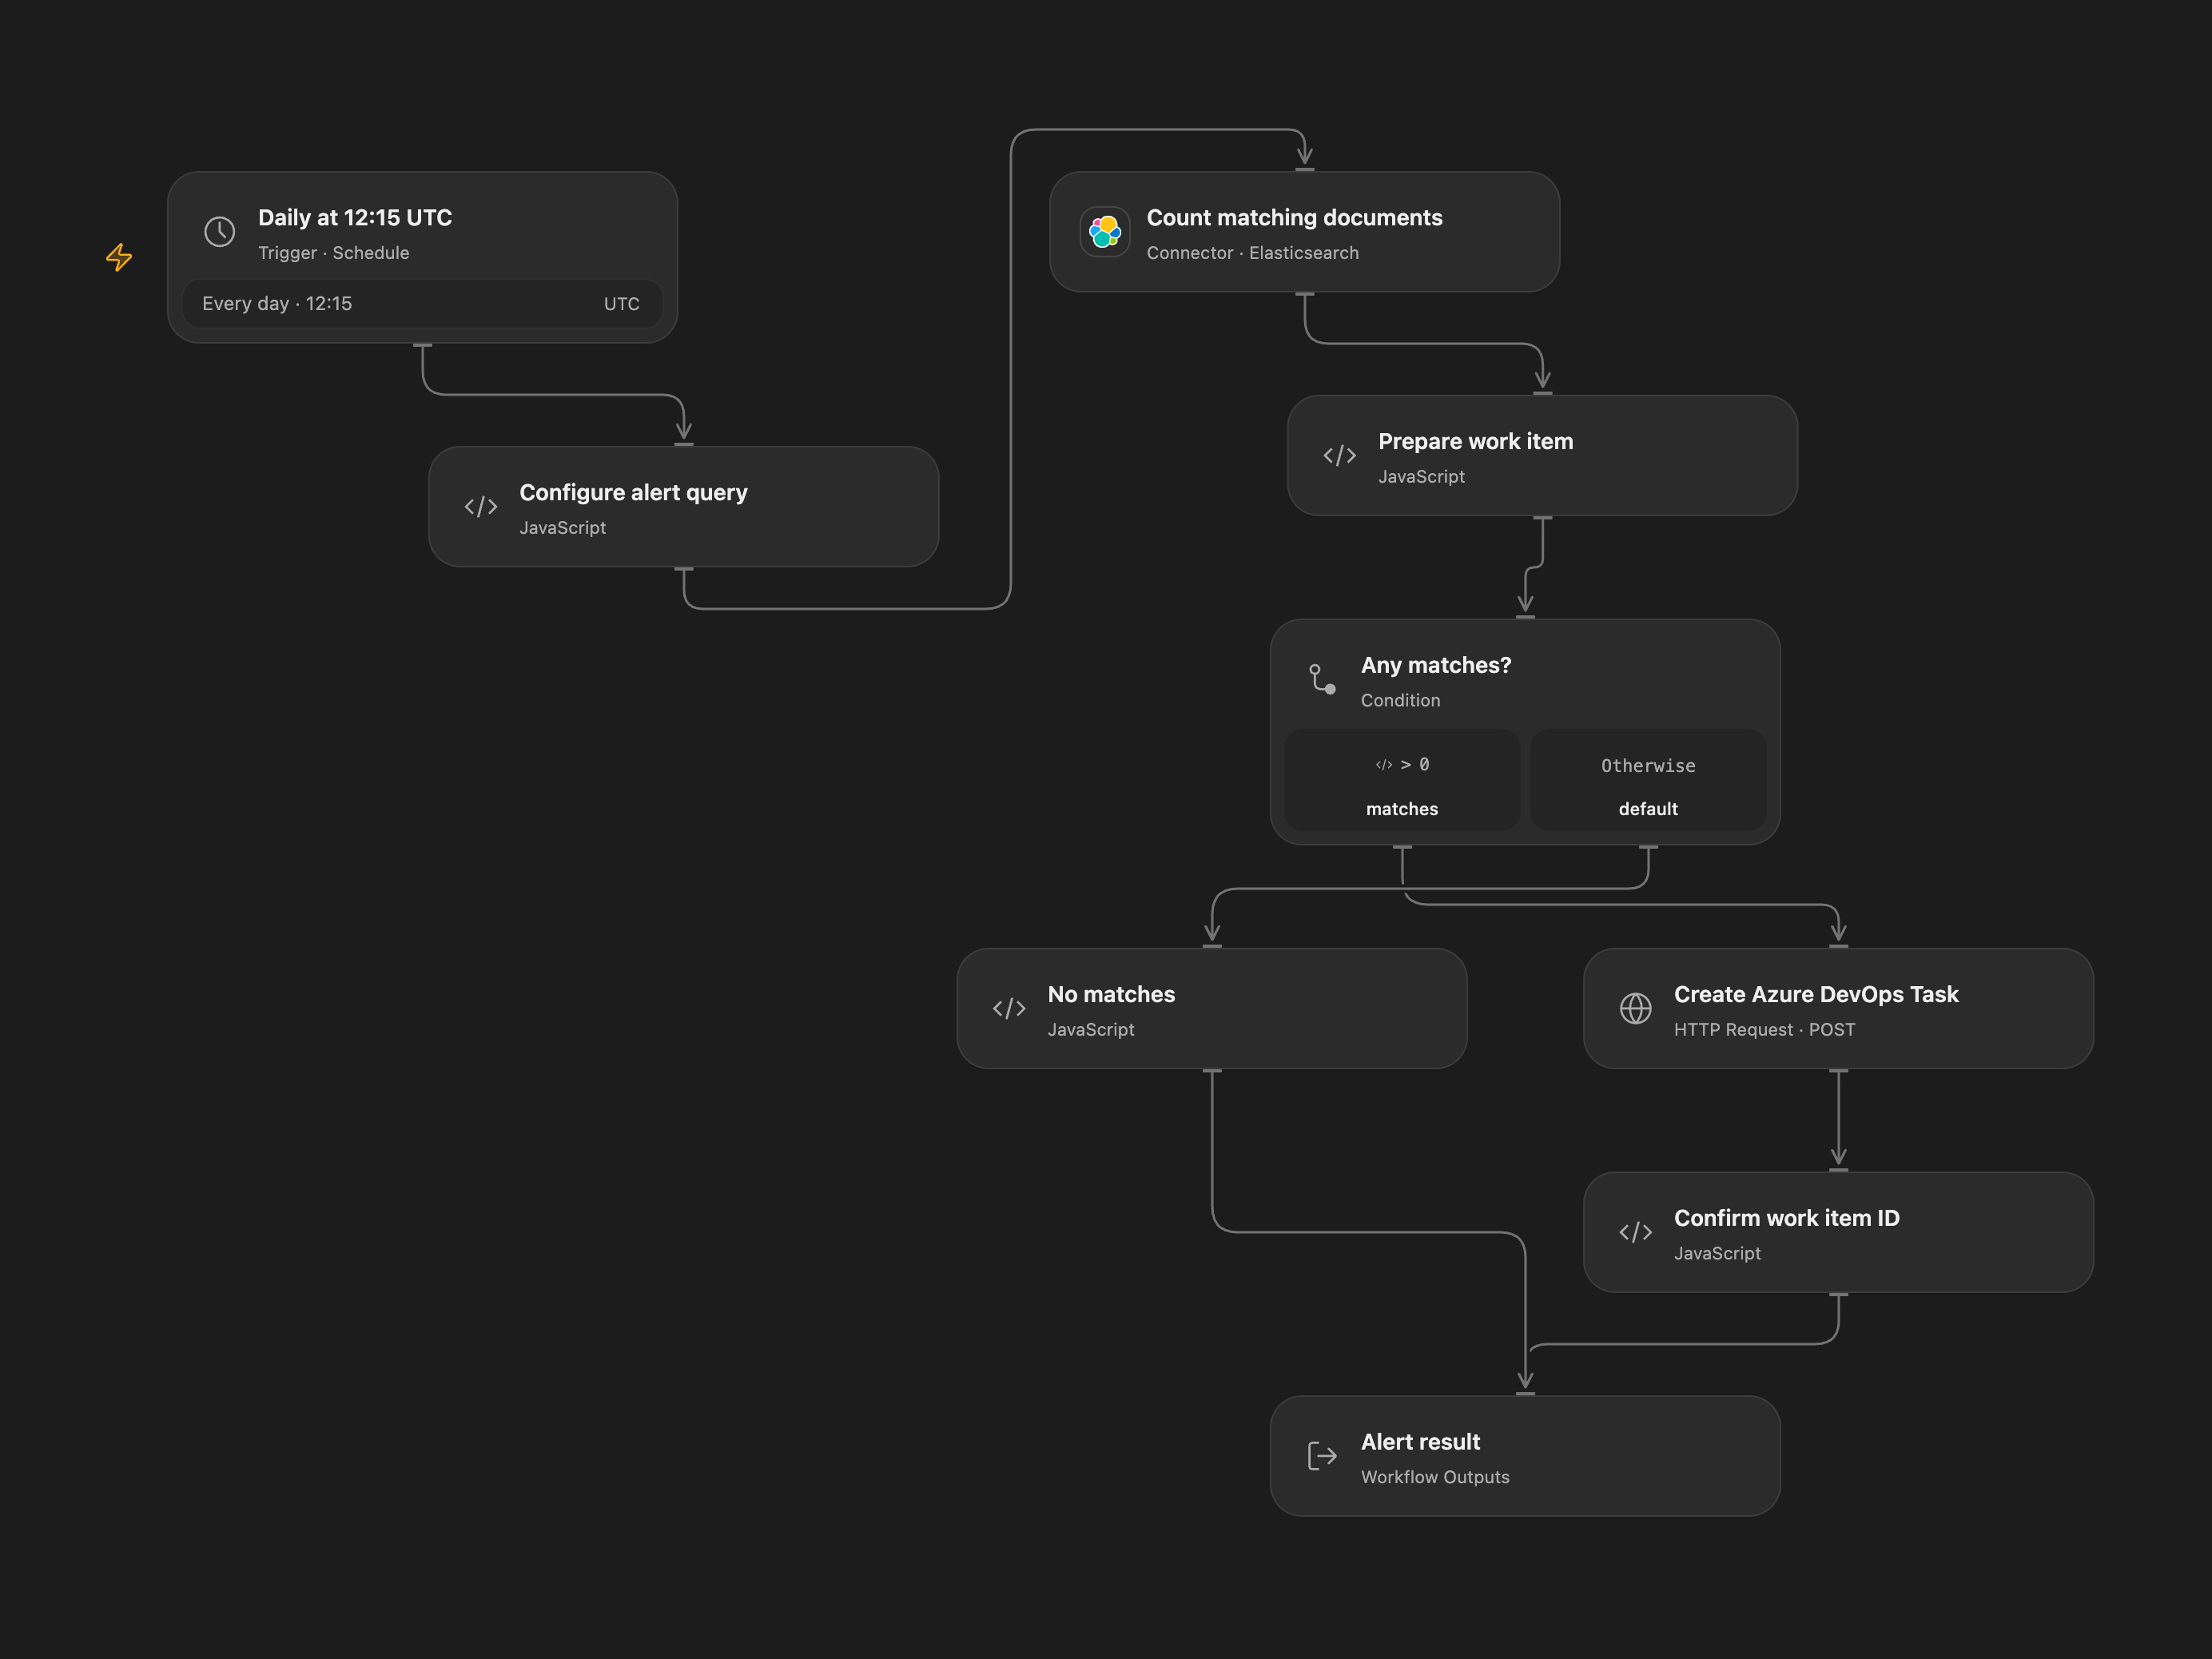 Daily at 12:15 UTC
Trigger · Schedule
Every day · 12:15
UTC
Configure alert query
JavaScript
Count matching documents
Connector · Elasticsearch
Prepare work item
JavaScript
Any matches?
Condition
</> > 0
matches
Otherwise
default
No matches
JavaScript
Create Azure DevOps Task
HTTP Request · POST
Confirm work item ID
JavaScript
Alert result
Workflow Outputs